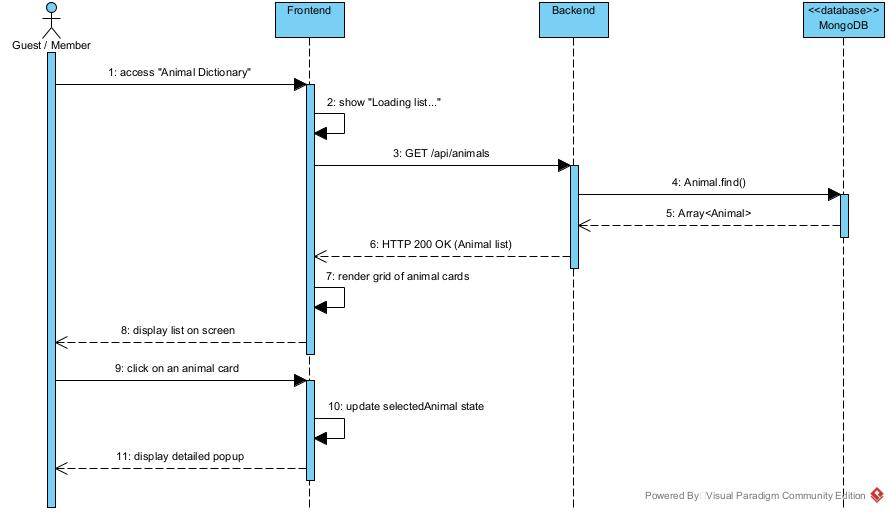 Guest / Member
Frontend
Backend
<<database>>
MongoDB
1: access "Animal Dictionary"
2: show "Loading list..."
3: GET /api/animals
4: Animal.find()
5: Array<Animal>
6: HTTP 200 OK (Animal list)
7: render grid of animal cards
8: display list on screen
9: click on an animal card
10: update selectedAnimal state
11: display detailed popup
Powered By Visual Paradigm Community Edition